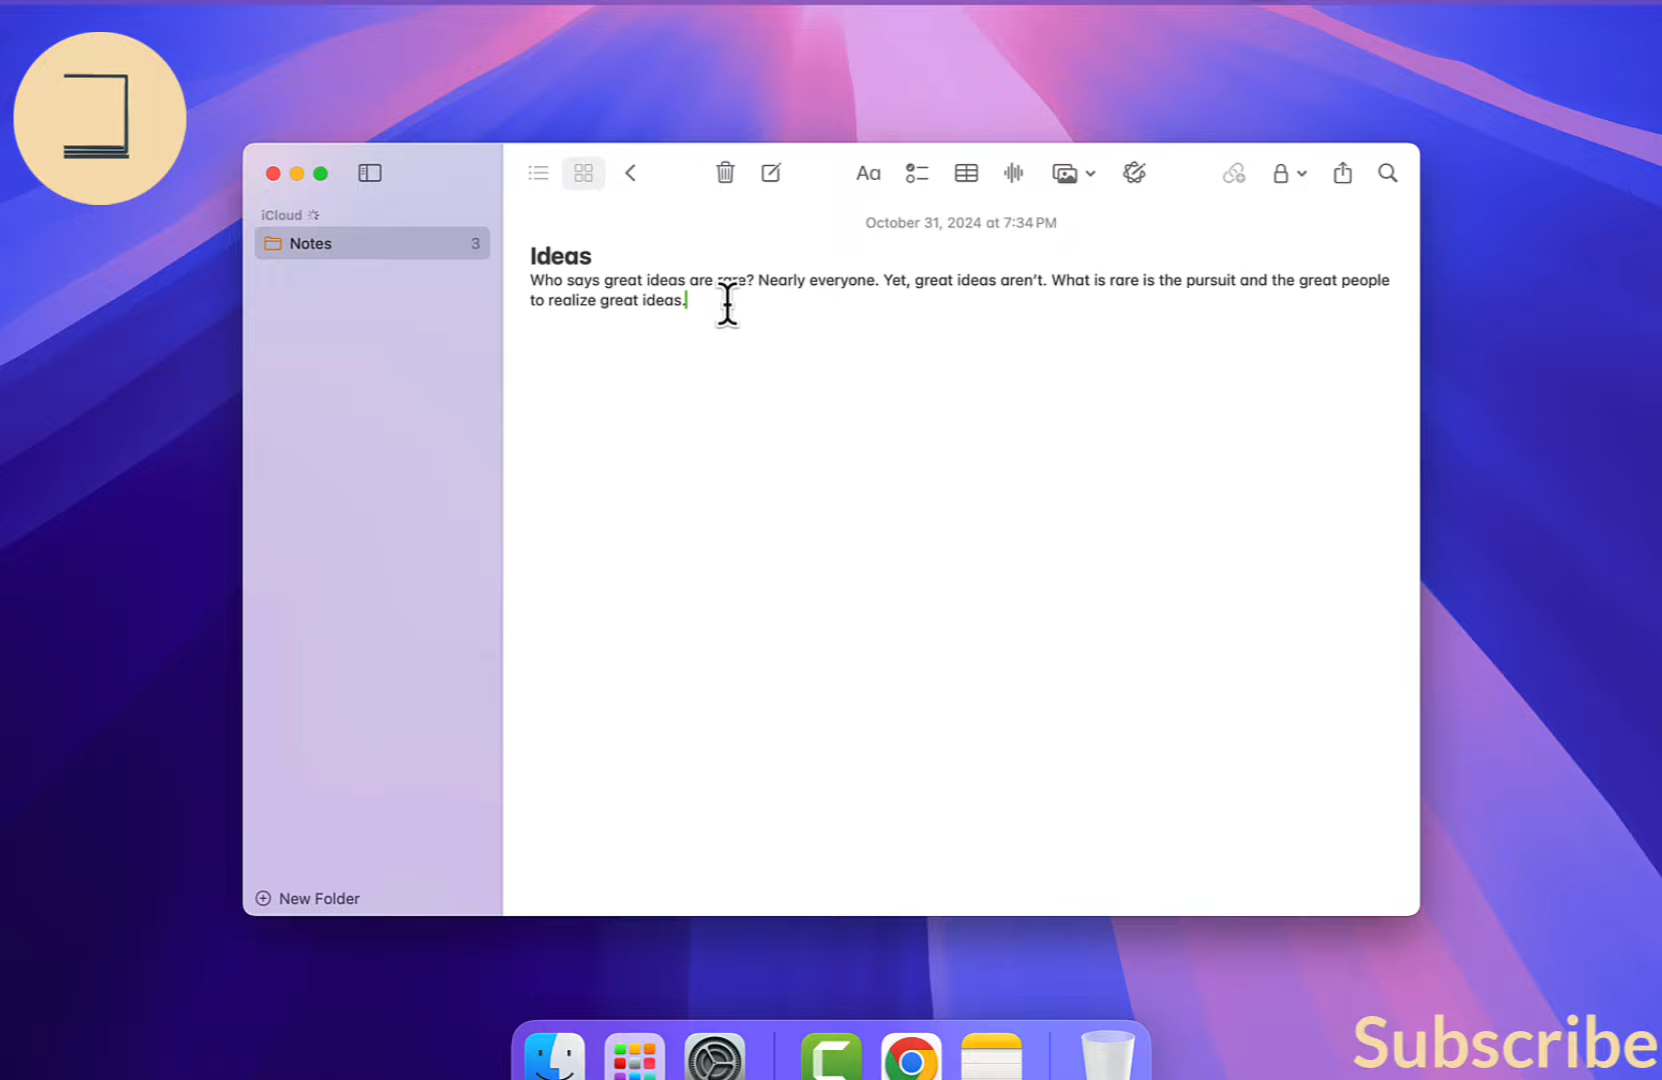 iCloud
Notes 3
New Folder
Aa
October 31, 2024 at 7:34 PM
Ideas
Who says great ideas are rare? Nearly everyone. Yet, great ideas aren’t. What is rare is the pursuit and the great people
to realize great ideas.
Subscribe